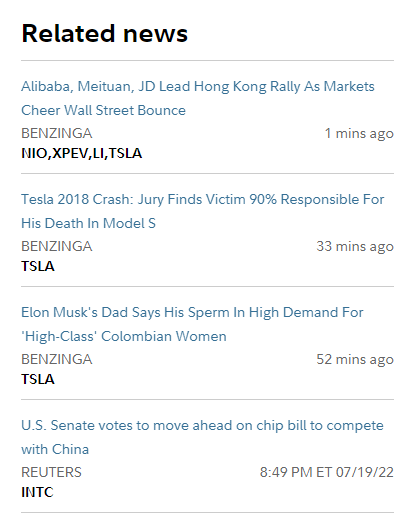 Related news
Alibaba, Meituan, JD Lead Hong Kong Rally As Markets
Cheer Wall Street Bounce
BENZINGA 1 mins ago
NIO,XPEV,LI,TSLA
Tesla 2018 Crash: Jury Finds Victim 90% Responsible For
His Death In Model S
BENZINGA 33 mins ago
TSLA
Elon Musk's Dad Says His Sperm In High Demand For
'High-Class' Colombian Women
BENZINGA 52 mins ago
TSLA
U.S. Senate votes to move ahead on chip bill to compete
with China
REUTERS 8:49 PM ET 07/19/22
INTC